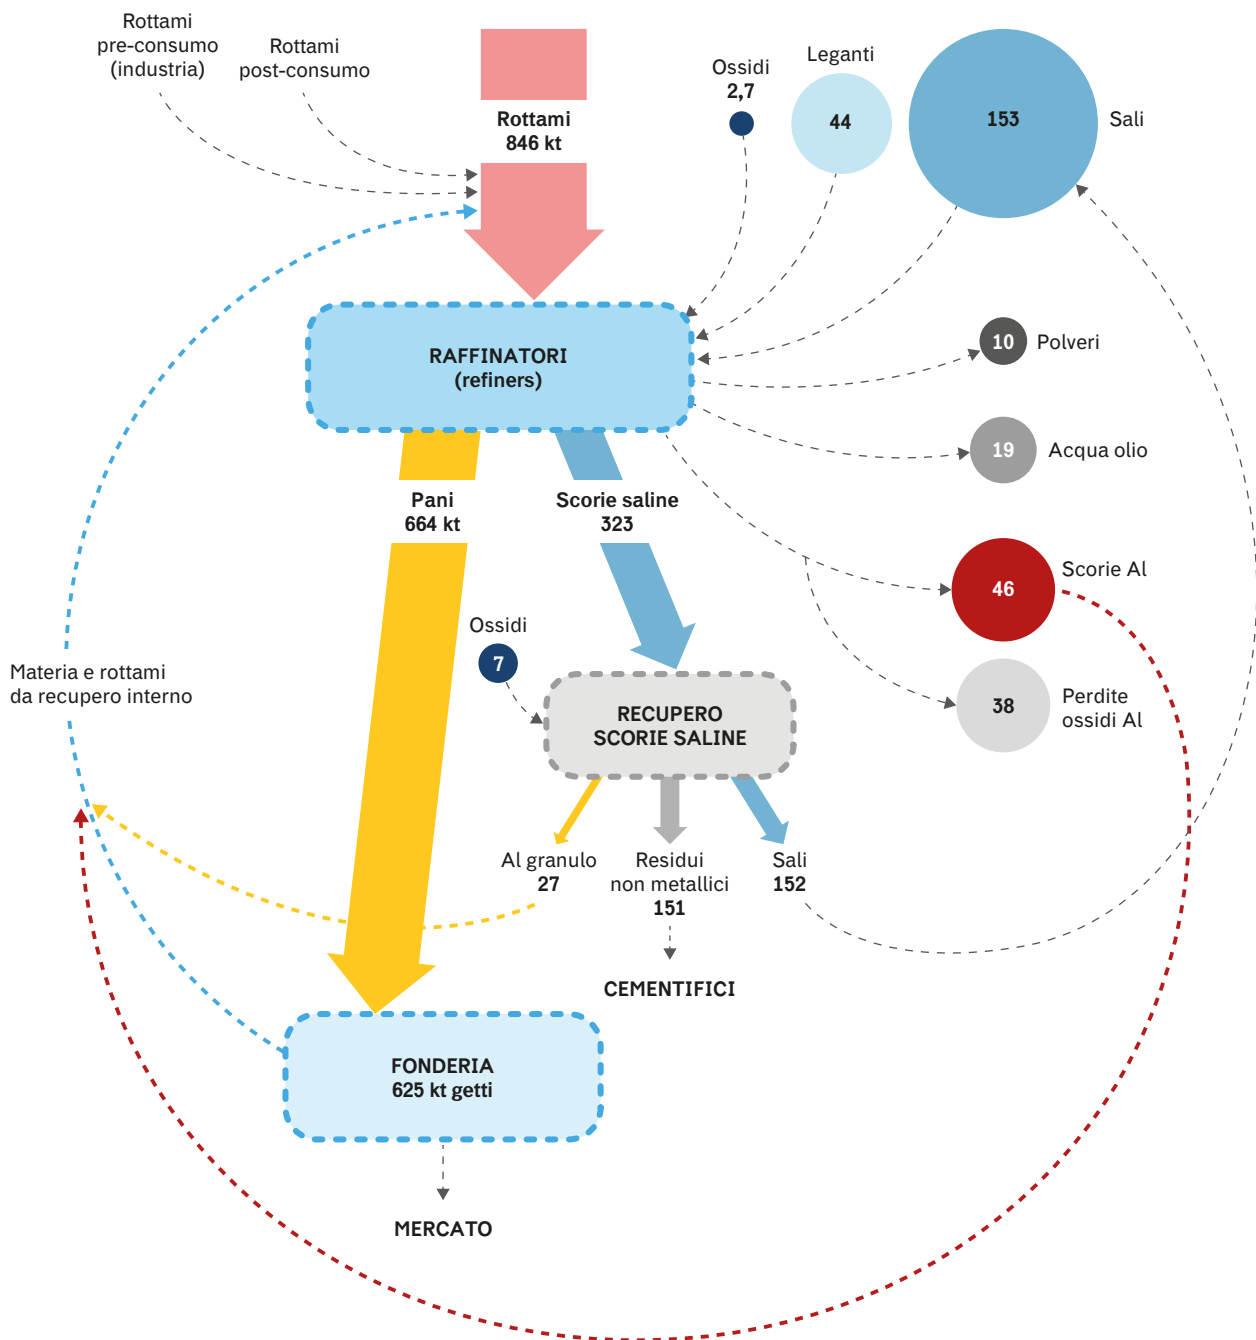 Rottami
pre-consumo
(industria)
Rottami
post-consumo
Rottami
846 kt
Ossidi
2,7
Leganti
44
153
Sali
RAFFINATORI
(refiners)
10
Polveri
19
Acqua olio
Pani
664 kt
Scorie saline
323
46
Scorie Al
Ossidi
7
Materia e rottami
da recupero interno
38
Perdite
ossidi Al
RECUPERO
SCORIE SALINE
Al granulo
27
Residui
non metallici
151
Sali
152
CEMENTIFICI
FONDERIA
625 kt getti
MERCATO